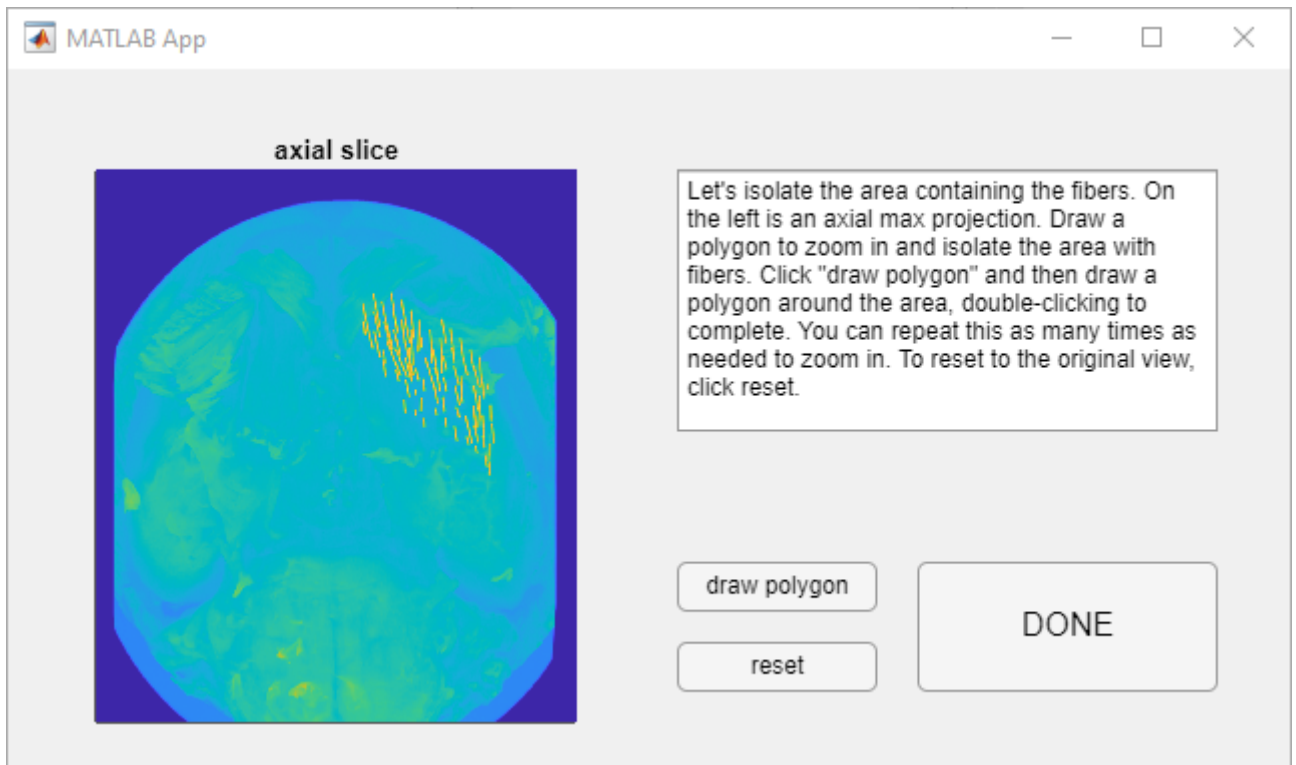 MATLAB App
axial slice
Let's isolate the area containing the fibers. On
the left is an axial max projection. Draw a
polygon to zoom in and isolate the area with
fibers. Click "draw polygon" and then draw a
polygon around the area, double-clicking to
complete. You can repeat this as many times as
needed to zoom in. To reset to the original view,
click reset.
draw polygon
DONE
reset